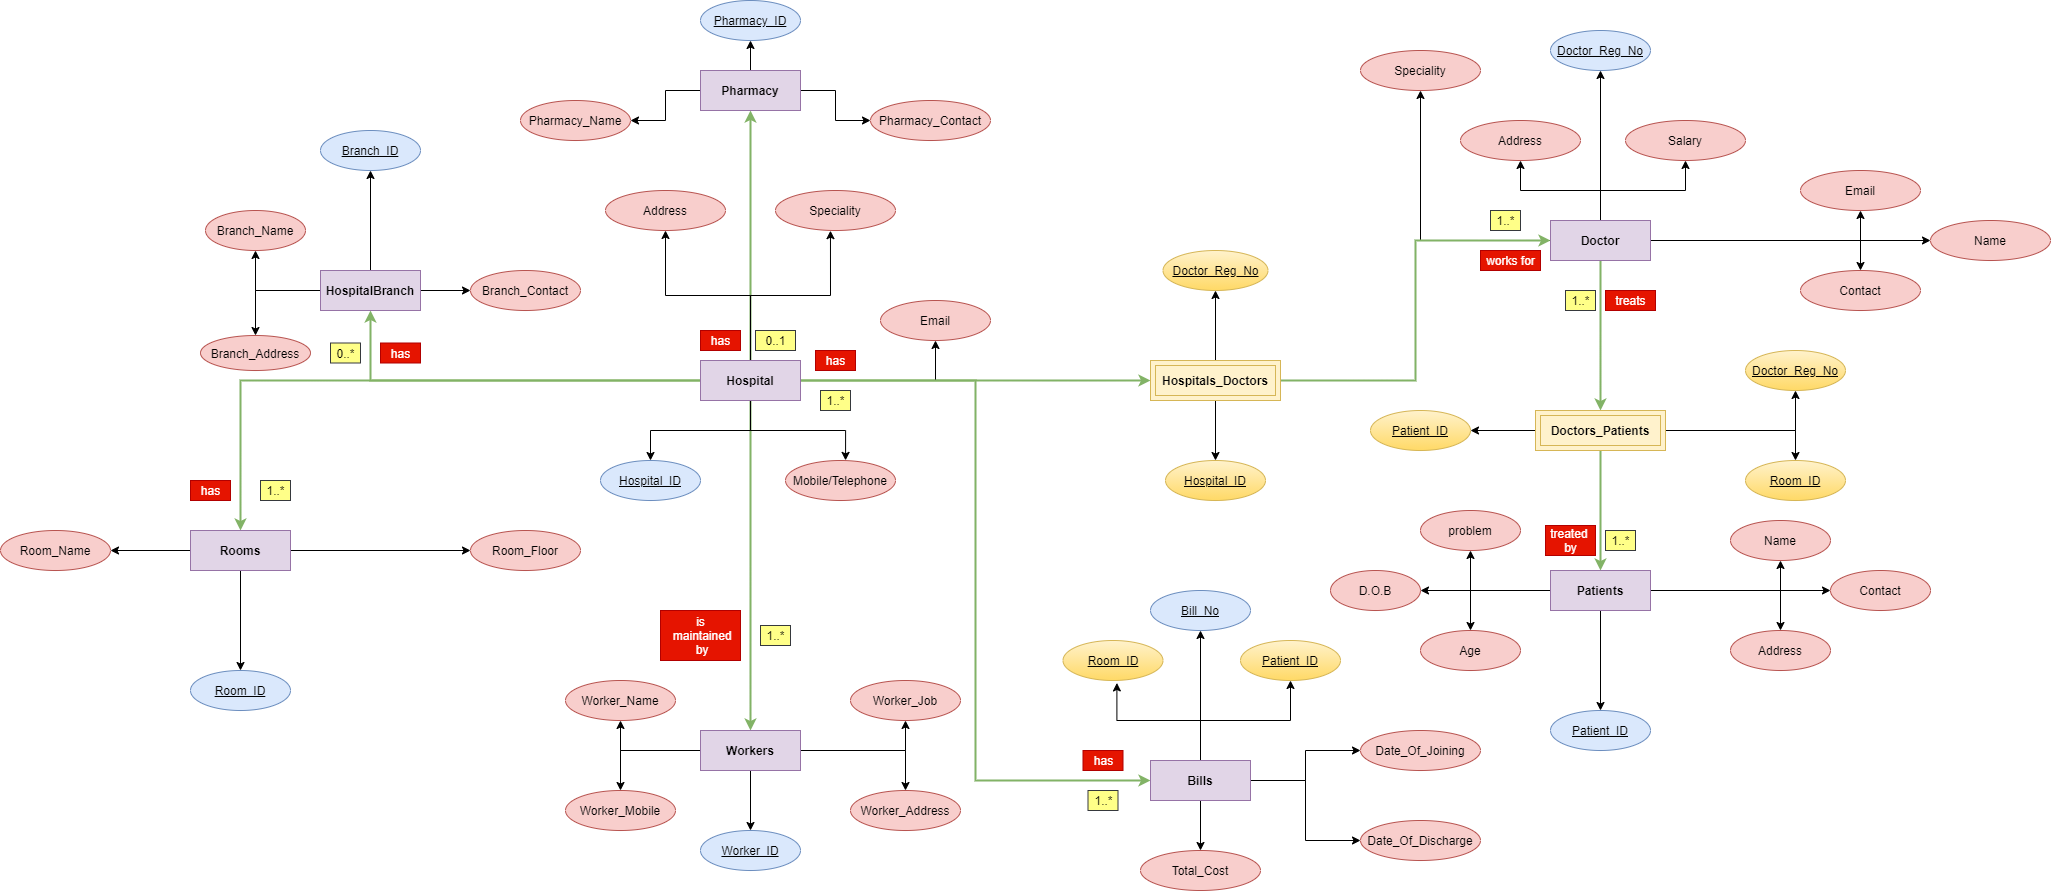 Pharmacy_ID
Pharmacy
Pharmacy_Name
Pharmacy_Contact
Branch_ID
Branch_Name
HospitalBranch
Branch_Contact
Branch_Address
0..*
has
Address
Speciality
has
0..1
Email
has
Hospital
1..*
Hospital_ID
Mobile/Telephone
has
1..*
Room_Name
Rooms
Room_Floor
Room_ID
is
maintained
by
1..*
Worker_Name
Worker_Job
Workers
Worker_Mobile
Worker_Address
Worker_ID
Doctor_Reg_No
Hospitals_Doctors
Hospital_ID
Doctor_Reg_No
Speciality
Address
Salary
Email
1..*
Doctor
Name
works for
Contact
1..*
treats
Doctor_Reg_No
Patient_ID
Doctors_Patients
Room_ID
problem
treated
by
1..*
Name
D.O.B
Patients
Contact
Age
Address
Patient_ID
Bill_No
Room_ID
Patient_ID
has
Bills
1..*
Date_Of_Joining
Date_Of_Discharge
Total_Cost